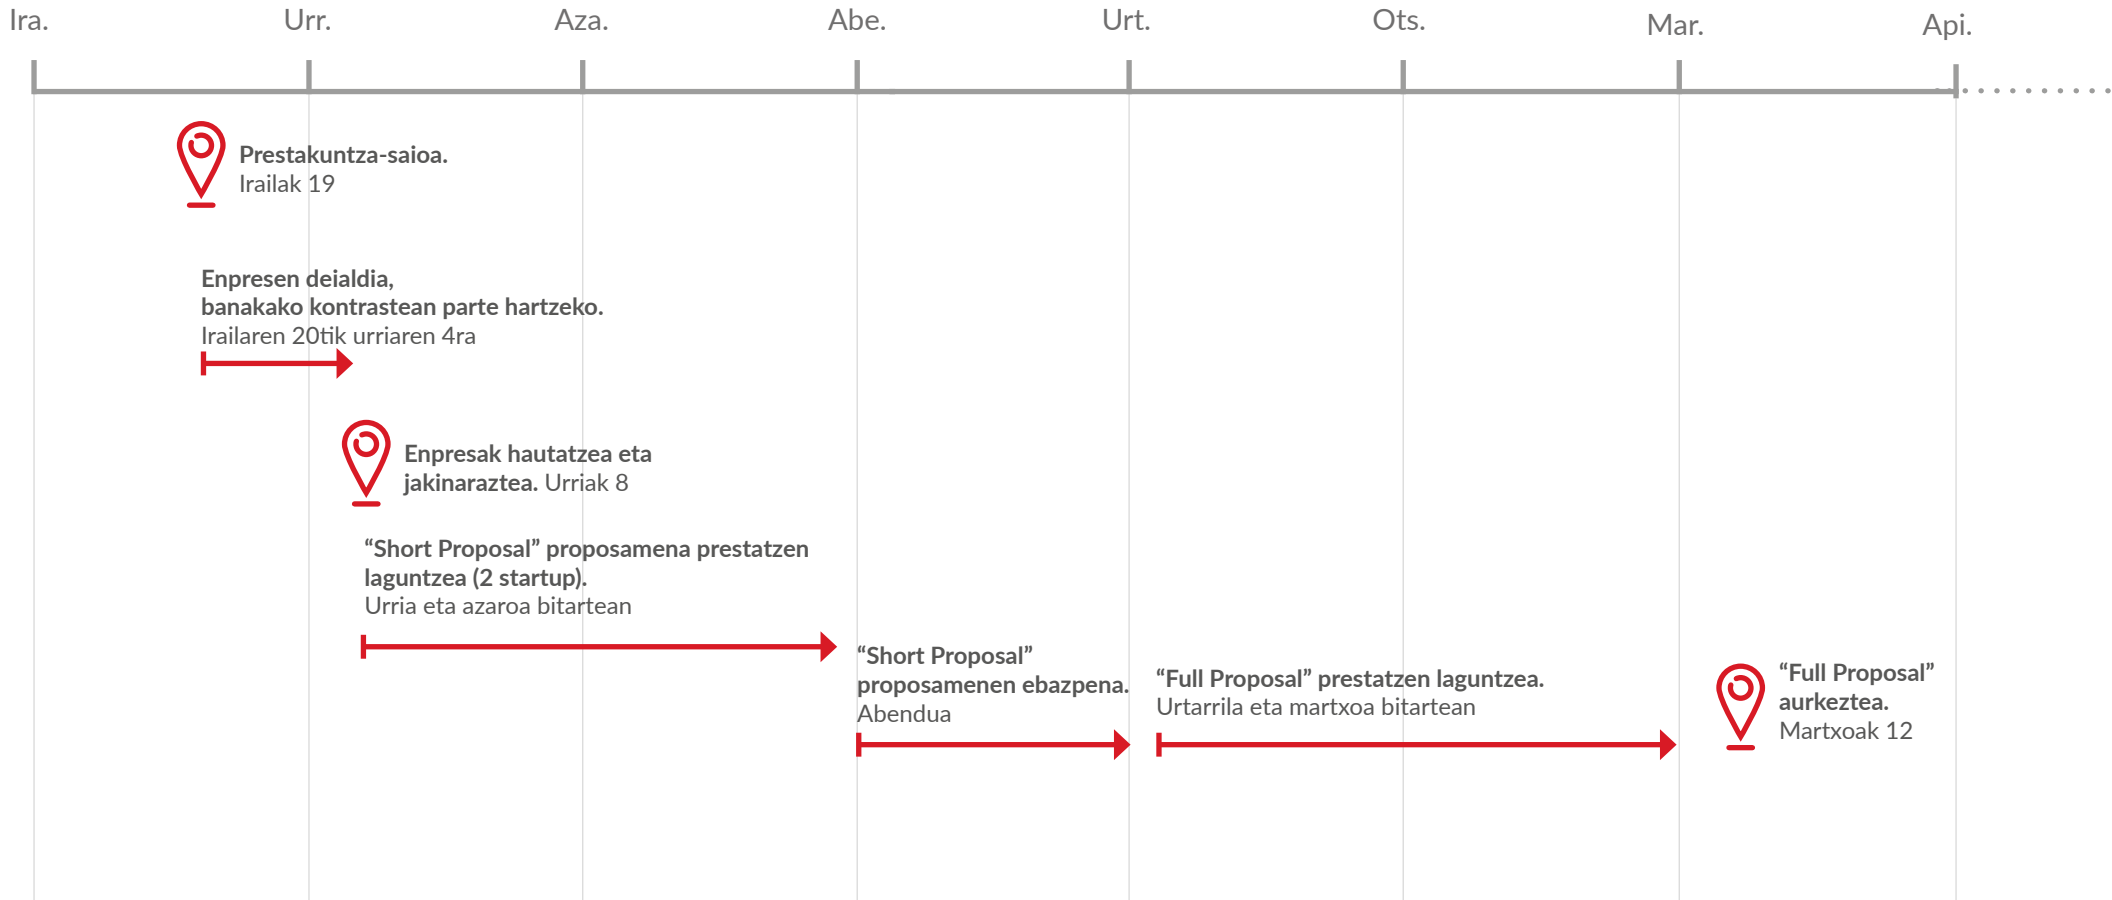 Ira.
Urr.
Aza.
Abe.
Urt.
Ots.
Mar.
Api.
Prestakuntza-saioa.
Irailak 19
Enpresen deialdia,
banakako kontrastean parte hartzeko.
Irailaren 20tik urriaren 4ra
Enpresak hautatzea eta
jakinaraztea. Urriak 8
“Short Proposal” proposamena prestatzen
laguntzea (2 startup).
Urria eta azaroa bitartean
“Short Proposal”
proposamenen ebazpena.
Abendua
“Full Proposal” prestatzen laguntzea.
Urtarrila eta martxoa bitartean
“Full Proposal”
aurkeztea.
Martxoak 12